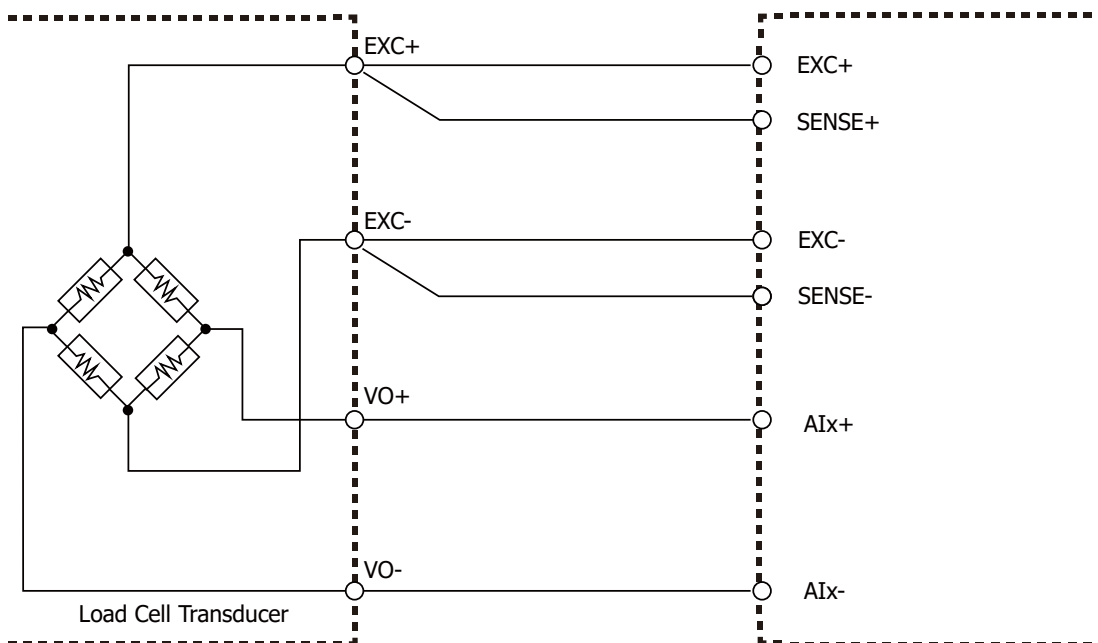 EXC+
EXC+
SENSE+
EXC-
EXC-
SENSE-
VO+
AIx+
VO-
AIx-
Load Cell Transducer